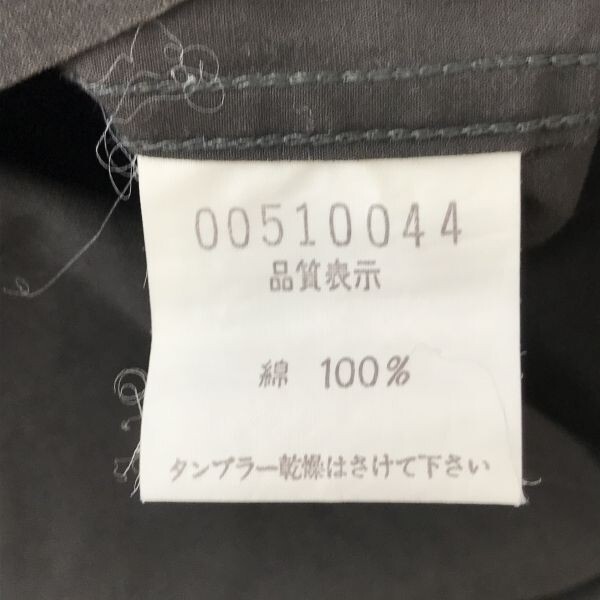 00510044
品質表示
綿 100%
タンブラー乾燥はさけて下さい